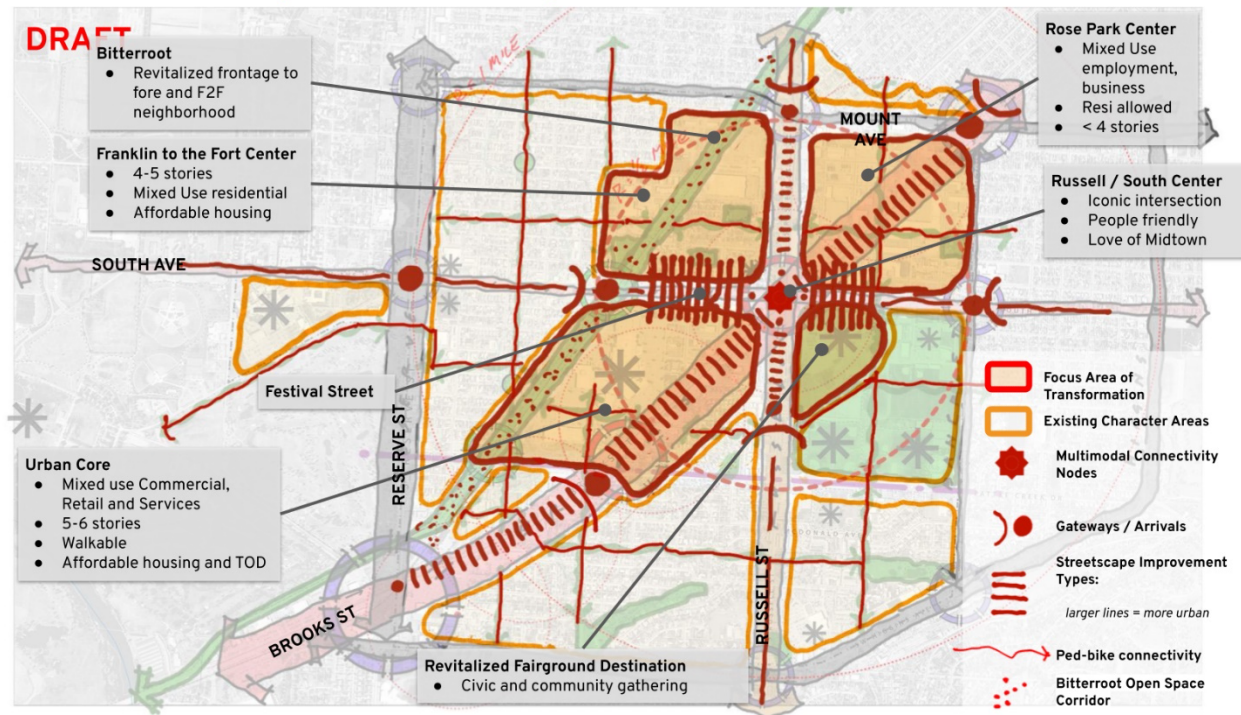 DRAFT
Bitterroot
● Revitalized frontage to
fore and F2F
neighborhood
Franklin to the Fort Center
● 4-5 stories
● Mixed Use residential
● Affordable housing
SOUTH AVE
Festival Street
Urban Core
● Mixed use Commercial,
Retail and Services
● 5-6 stories
● Walkable
● Affordable housing and TOD
RESERVE ST
BROOKS ST
RUSSELL ST
MOUNT
AVE
Revitalized Fairground Destination
● Civic and community gathering
Rose Park Center
● Mixed Use
employment,
business
● Resi allowed
● < 4 stories
Russell / South Center
● Iconic intersection
● People friendly
● Love of Midtown
Focus Area of
Transformation
Existing Character Areas
Multimodal Connectivity
Nodes
Gateways / Arrivals
Streetscape Improvement
Types:
larger lines = more urban
Ped-bike connectivity
Bitterroot Open Space
Corridor